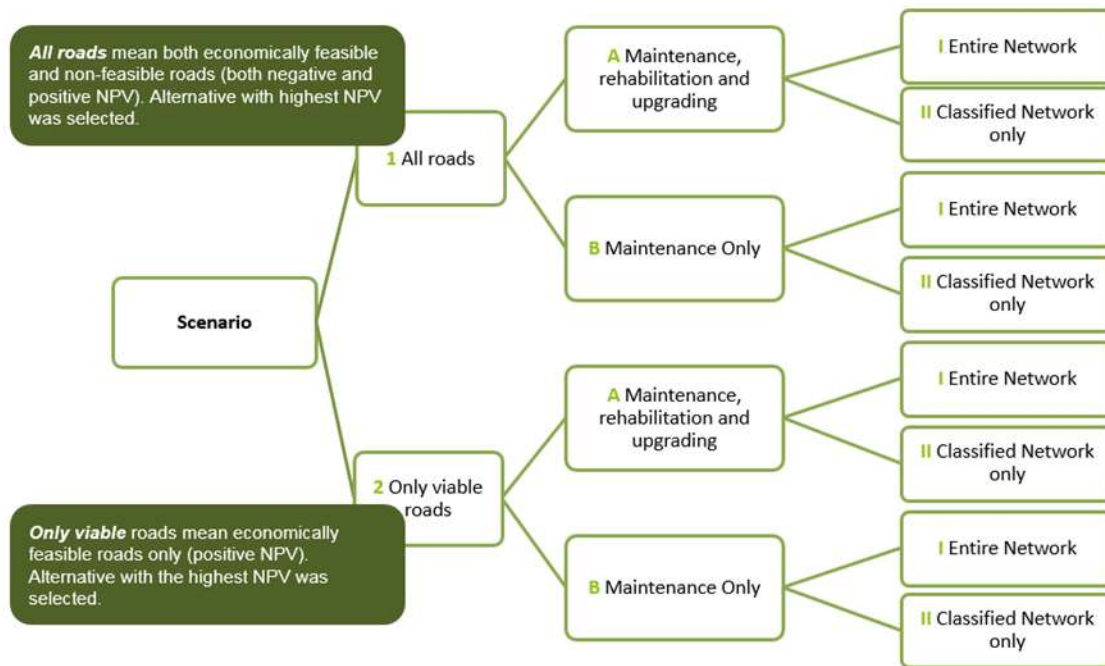 All roads mean both economically feasible
and non-feasible roads (both negative and
positive NPV). Alternative with highest NPV
was selected.
1 All roads
A Maintenance,
rehabilitation and
upgrading
I Entire Network
II Classified Network
only
B Maintenance Only
I Entire Network
II Classified Network
only
Scenario
2 Only viable
roads
Only viable roads mean economically
feasible roads only (positive NPV).
Alternative with the highest NPV was
selected.
A Maintenance,
rehabilitation and
upgrading
I Entire Network
II Classified Network
only
B Maintenance Only
I Entire Network
II Classified Network
only